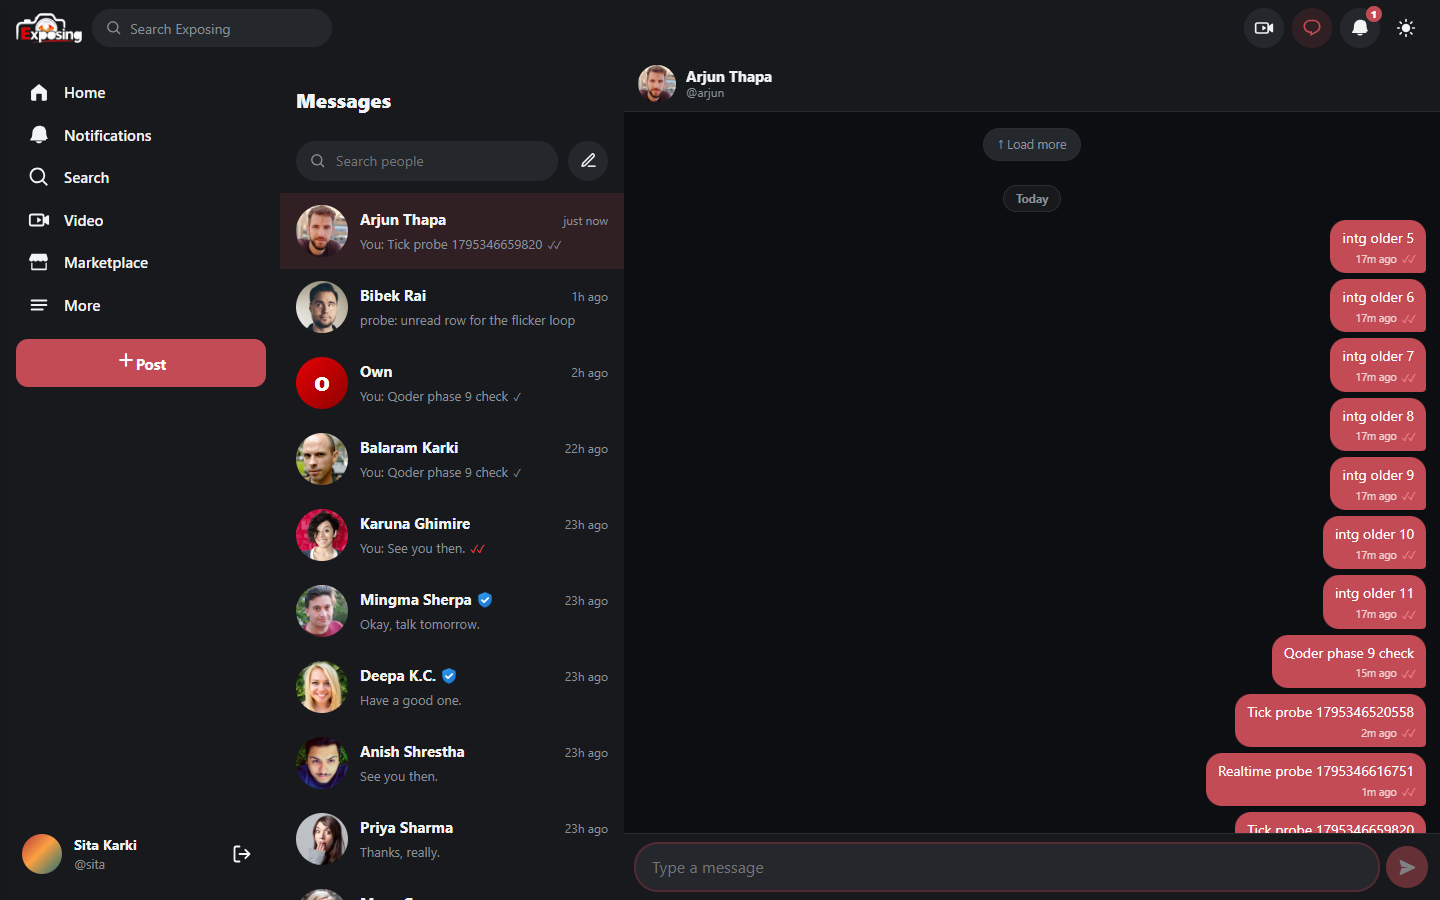 Exposing
Search Exposing
1
Home
Notifications
Search
Video
Marketplace
More
+ Post
Sita Karki
@sita
Messages
Search people
Arjun Thapa
just now
You: Tick probe 1795346659820 ✓✓
Bibek Rai
1h ago
probe: unread row for the flicker loop
O
Own
2h ago
You: Qoder phase 9 check ✓
Balaram Karki
22h ago
You: Qoder phase 9 check ✓
Karuna Ghimire
23h ago
You: See you then. ✓✓
Mingma Sherpa
23h ago
Okay, talk tomorrow.
Deepa K.C.
23h ago
Have a good one.
Anish Shrestha
23h ago
See you then.
Priya Sharma
23h ago
Thanks, really.
Arjun Thapa
@arjun
↑ Load more
Today
intg older 5
17m ago ✓✓
intg older 6
17m ago ✓✓
intg older 7
17m ago ✓✓
intg older 8
17m ago ✓✓
intg older 9
17m ago ✓✓
intg older 10
17m ago ✓✓
intg older 11
17m ago ✓✓
Qoder phase 9 check
15m ago ✓✓
Tick probe 1795346520558
2m ago ✓✓
Realtime probe 1795346616751
1m ago ✓✓
Tick probe 1795346659820
Type a message